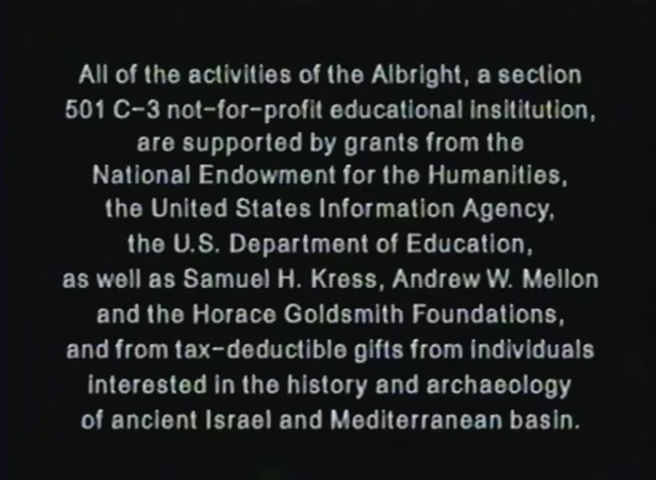 All of the activities of the Albright, a section
501 C-3 not-for-profit educational insititution,
are supported by grants from the
National Endowment for the Humanities,
the United States Information Agency,
the U.S. Department of Education,
as well as Samuel H. Kress, Andrew W. Mellon
and the Horace Goldsmith Foundations,
and from tax-deductible gifts from individuals
interested in the history and archaeology
of ancient Israel and Mediterranean basin.